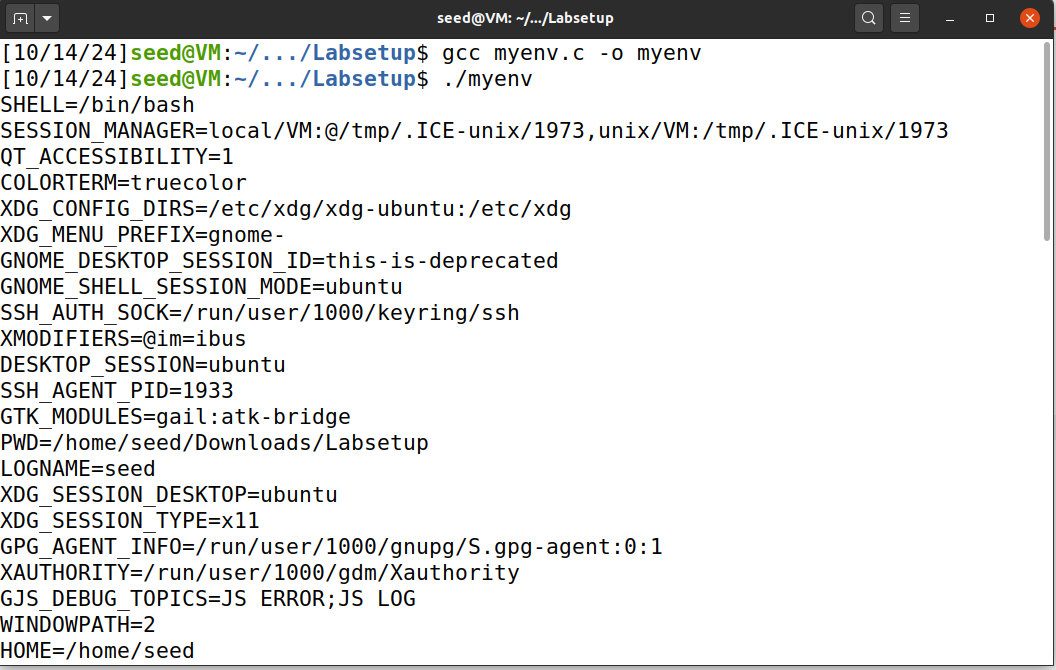 seed@VM: ~/.../Labsetup
[10/14/24]seed@VM:~/.../Labsetup$ gcc myenv.c -o myenv
[10/14/24]seed@VM:~/.../Labsetup$ ./myenv
SHELL=/bin/bash
SESSION_MANAGER=local/VM:@/tmp/.ICE-unix/1973,unix/VM:/tmp/.ICE-unix/1973
QT_ACCESSIBILITY=1
COLORTERM=truecolor
XDG_CONFIG_DIRS=/etc/xdg/xdg-ubuntu:/etc/xdg
XDG_MENU_PREFIX=gnome-
GNOME_DESKTOP_SESSION_ID=this-is-deprecated
GNOME_SHELL_SESSION_MODE=ubuntu
SSH_AUTH_SOCK=/run/user/1000/keyring/ssh
XMODIFIERS=@im=ibus
DESKTOP_SESSION=ubuntu
SSH_AGENT_PID=1933
GTK_MODULES=gail:atk-bridge
PWD=/home/seed/Downloads/Labsetup
LOGNAME=seed
XDG_SESSION_DESKTOP=ubuntu
XDG_SESSION_TYPE=x11
GPG_AGENT_INFO=/run/user/1000/gnupg/S.gpg-agent:0:1
XAUTHORITY=/run/user/1000/gdm/Xauthority
GJS_DEBUG_TOPICS=JS ERROR;JS LOG
WINDOWPATH=2
HOME=/home/seed